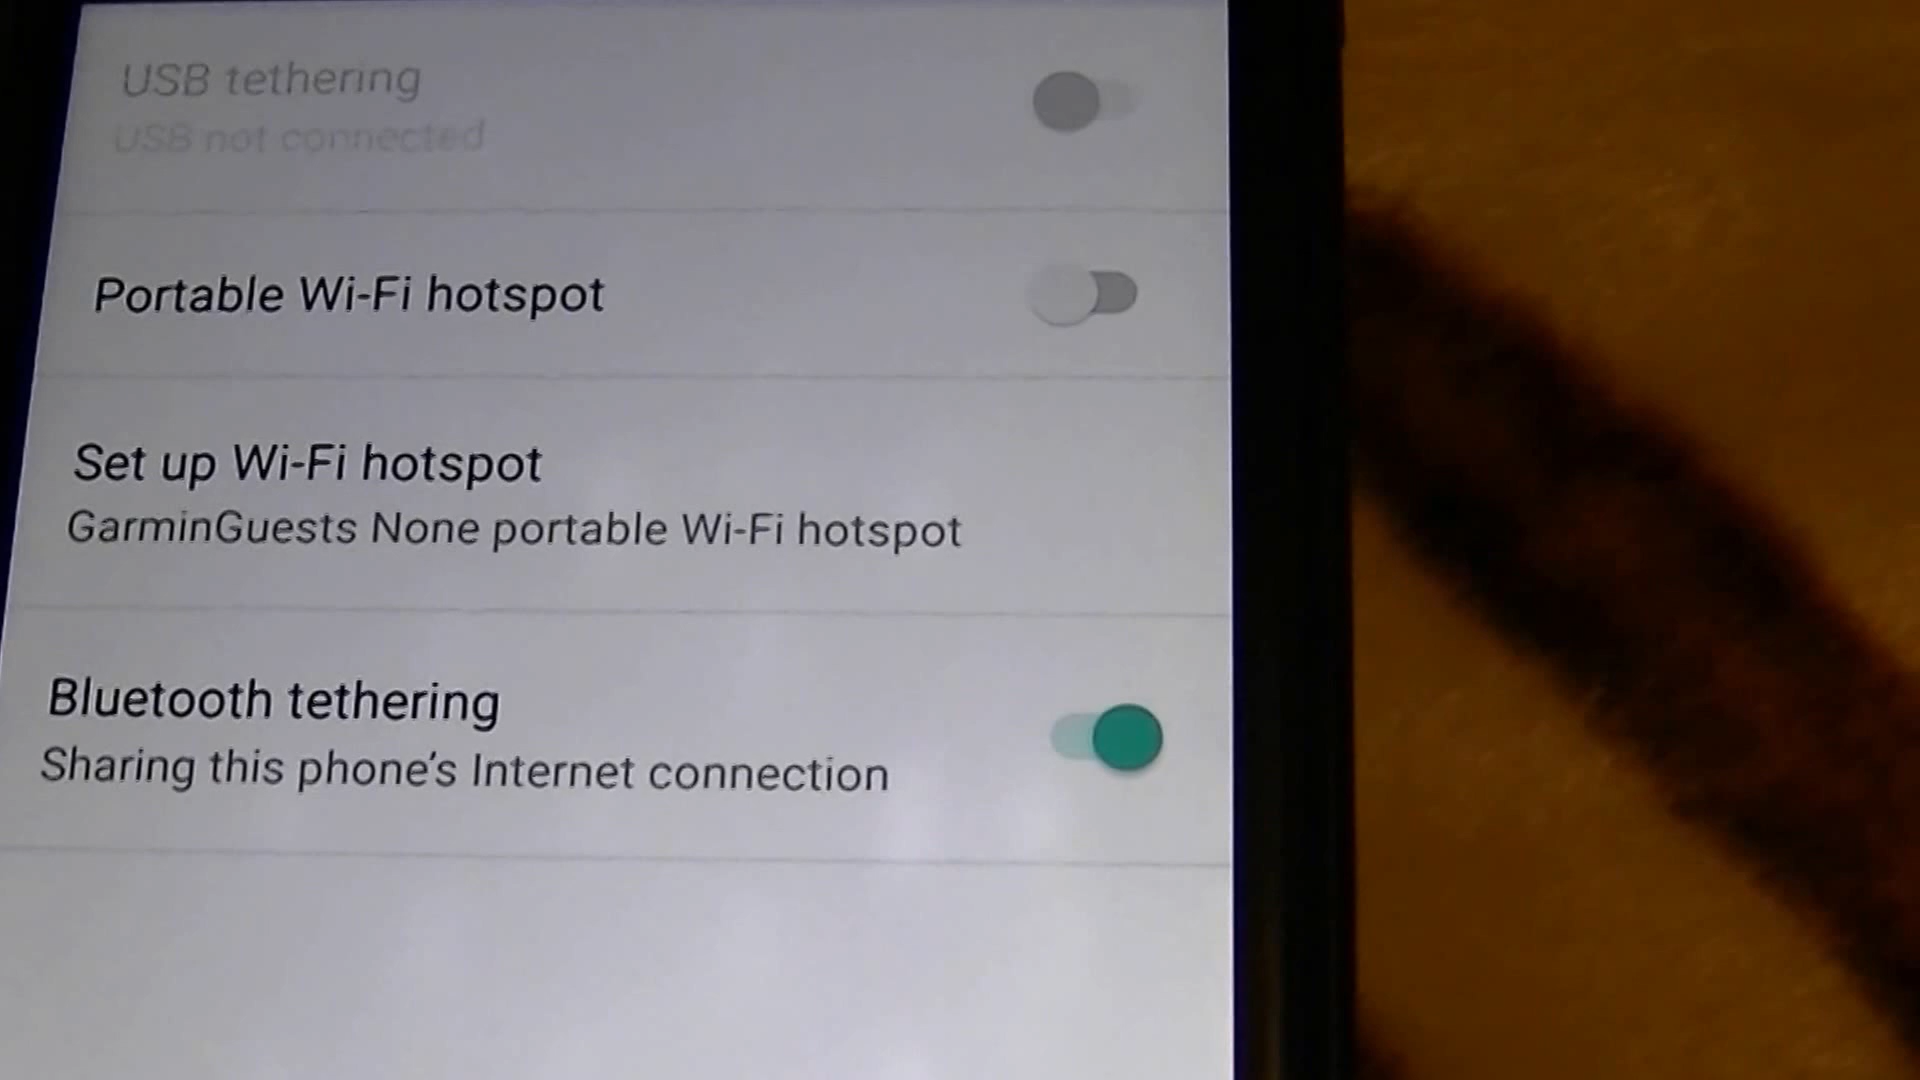 USB tethering
USB not connected
Portable Wi-Fi hotspot
Set up Wi-Fi hotspot
GarminGuests None portable Wi-Fi hotspot
Bluetooth tethering
Sharing this phone's Internet connection